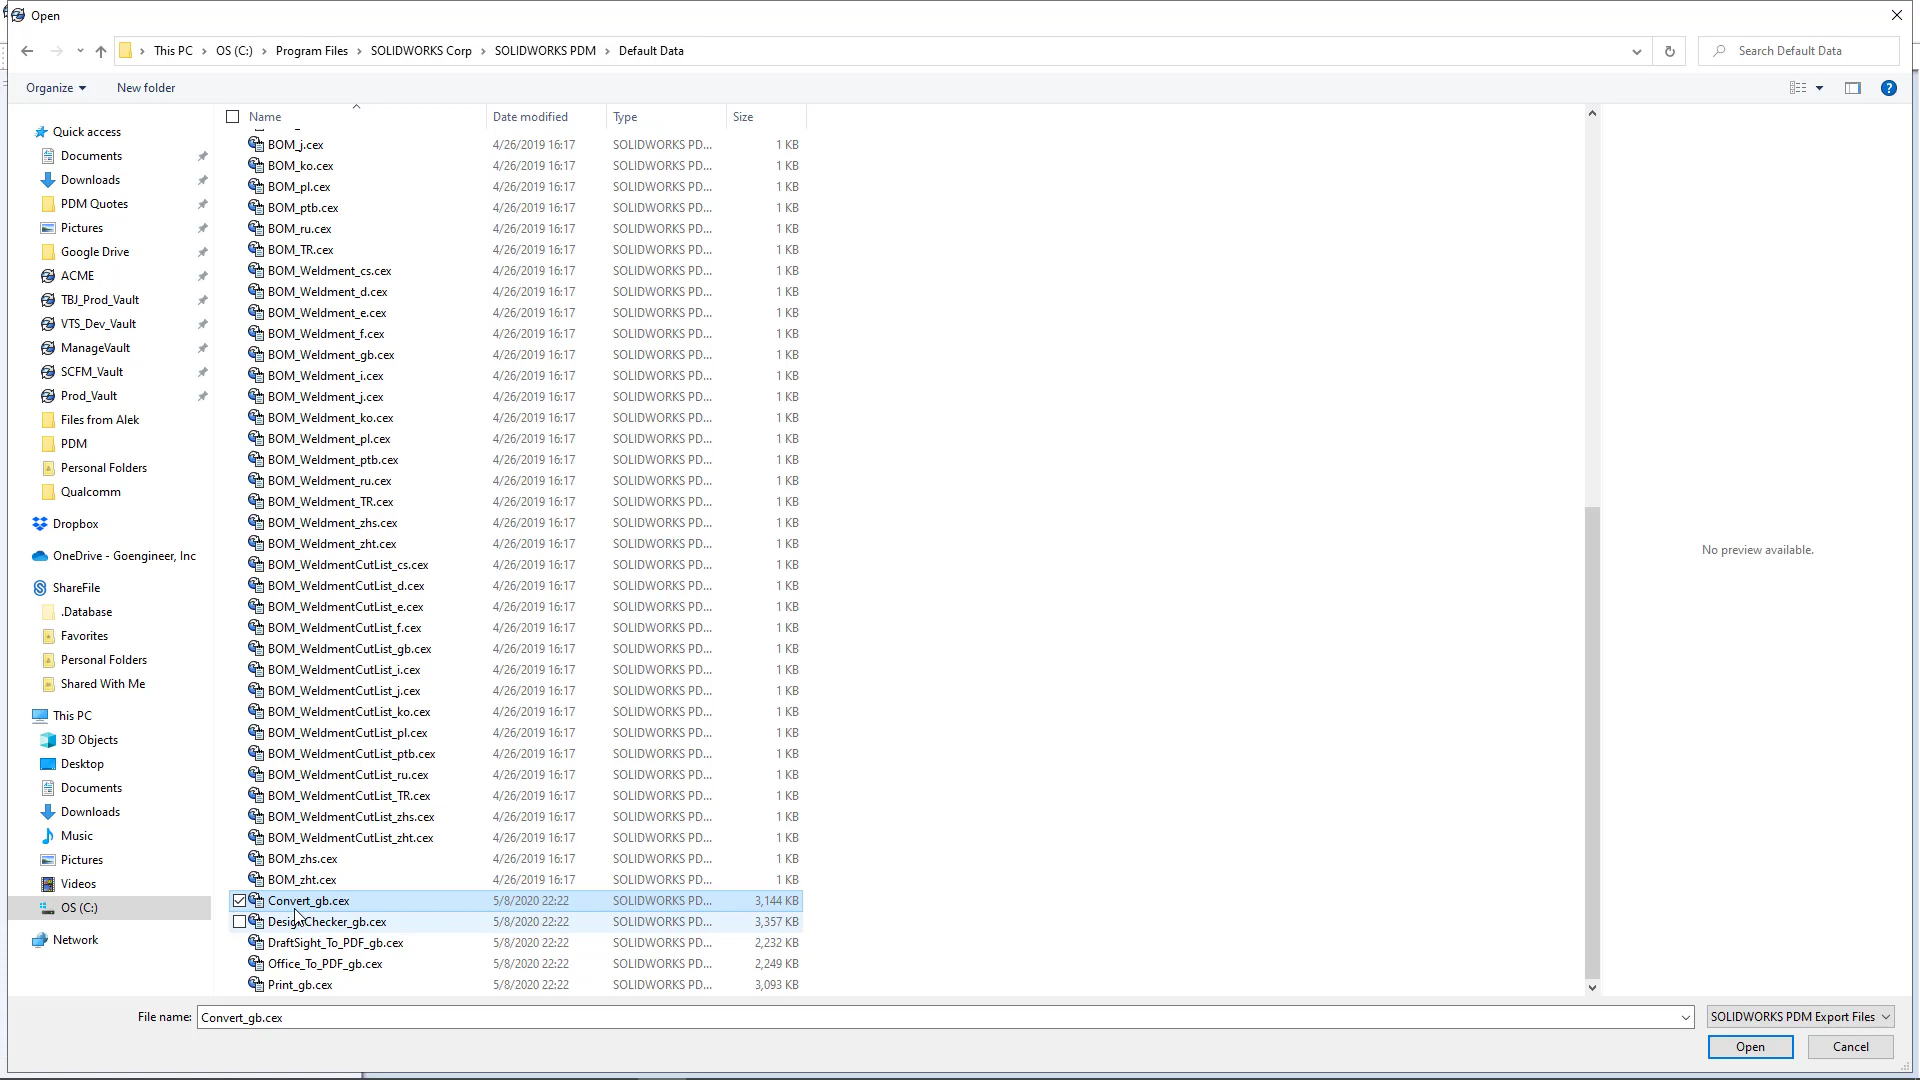 Open
This PC > OS (C:) > Program Files > SOLIDWORKS Corp > SOLIDWORKS PDM > Default Data
Search Default Data
Organize
New folder
Name Date modified Type Size
Quick access
Documents
Downloads
PDM Quotes
Pictures
Google Drive
ACME
TBJ_Prod_Vault
VTS_Dev_Vault
ManageVault
SCFM_Vault
Prod_Vault
Files from Alek
PDM
Personal Folders
Qualcomm
Dropbox
OneDrive - Goengineer, Inc
ShareFile
.Database
Favorites
Personal Folders
Shared With Me
This PC
3D Objects
Desktop
Documents
Downloads
Music
Pictures
Videos
OS (C:)
Network
BOM_j.cex 4/26/2019 16:17 SOLIDWORKS PD... 1 KB
BOM_ko.cex 4/26/2019 16:17 SOLIDWORKS PD... 1 KB
BOM_pl.cex 4/26/2019 16:17 SOLIDWORKS PD... 1 KB
BOM_ptb.cex 4/26/2019 16:17 SOLIDWORKS PD... 1 KB
BOM_ru.cex 4/26/2019 16:17 SOLIDWORKS PD... 1 KB
BOM_TR.cex 4/26/2019 16:17 SOLIDWORKS PD... 1 KB
BOM_Weldment_cs.cex 4/26/2019 16:17 SOLIDWORKS PD... 1 KB
BOM_Weldment_d.cex 4/26/2019 16:17 SOLIDWORKS PD... 1 KB
BOM_Weldment_e.cex 4/26/2019 16:17 SOLIDWORKS PD... 1 KB
BOM_Weldment_f.cex 4/26/2019 16:17 SOLIDWORKS PD... 1 KB
BOM_Weldment_gb.cex 4/26/2019 16:17 SOLIDWORKS PD... 1 KB
BOM_Weldment_i.cex 4/26/2019 16:17 SOLIDWORKS PD... 1 KB
BOM_Weldment_j.cex 4/26/2019 16:17 SOLIDWORKS PD... 1 KB
BOM_Weldment_ko.cex 4/26/2019 16:17 SOLIDWORKS PD... 1 KB
BOM_Weldment_pl.cex 4/26/2019 16:17 SOLIDWORKS PD... 1 KB
BOM_Weldment_ptb.cex 4/26/2019 16:17 SOLIDWORKS PD... 1 KB
BOM_Weldment_ru.cex 4/26/2019 16:17 SOLIDWORKS PD... 1 KB
BOM_Weldment_TR.cex 4/26/2019 16:17 SOLIDWORKS PD... 1 KB
BOM_Weldment_zhs.cex 4/26/2019 16:17 SOLIDWORKS PD... 1 KB
BOM_Weldment_zht.cex 4/26/2019 16:17 SOLIDWORKS PD... 1 KB
BOM_WeldmentCutList_cs.cex 4/26/2019 16:17 SOLIDWORKS PD... 1 KB
BOM_WeldmentCutList_d.cex 4/26/2019 16:17 SOLIDWORKS PD... 1 KB
BOM_WeldmentCutList_e.cex 4/26/2019 16:17 SOLIDWORKS PD... 1 KB
BOM_WeldmentCutList_f.cex 4/26/2019 16:17 SOLIDWORKS PD... 1 KB
BOM_WeldmentCutList_gb.cex 4/26/2019 16:17 SOLIDWORKS PD... 1 KB
BOM_WeldmentCutList_i.cex 4/26/2019 16:17 SOLIDWORKS PD... 1 KB
BOM_WeldmentCutList_j.cex 4/26/2019 16:17 SOLIDWORKS PD... 1 KB
BOM_WeldmentCutList_ko.cex 4/26/2019 16:17 SOLIDWORKS PD... 1 KB
BOM_WeldmentCutList_pl.cex 4/26/2019 16:17 SOLIDWORKS PD... 1 KB
BOM_WeldmentCutList_ptb.cex 4/26/2019 16:17 SOLIDWORKS PD... 1 KB
BOM_WeldmentCutList_ru.cex 4/26/2019 16:17 SOLIDWORKS PD... 1 KB
BOM_WeldmentCutList_TR.cex 4/26/2019 16:17 SOLIDWORKS PD... 1 KB
BOM_WeldmentCutList_zhs.cex 4/26/2019 16:17 SOLIDWORKS PD... 1 KB
BOM_WeldmentCutList_zht.cex 4/26/2019 16:17 SOLIDWORKS PD... 1 KB
BOM_zhs.cex 4/26/2019 16:17 SOLIDWORKS PD... 1 KB
BOM_zht.cex 4/26/2019 16:17 SOLIDWORKS PD... 1 KB
Convert_gb.cex 5/8/2020 22:22 SOLIDWORKS PD... 3,144 KB
DesignChecker_gb.cex 5/8/2020 22:22 SOLIDWORKS PD... 3,357 KB
DraftSight_To_PDF_gb.cex 5/8/2020 22:22 SOLIDWORKS PD... 2,232 KB
Office_To_PDF_gb.cex 5/8/2020 22:22 SOLIDWORKS PD... 2,249 KB
Print_gb.cex 5/8/2020 22:22 SOLIDWORKS PD... 3,093 KB
No preview available.
File name: Convert_gb.cex
SOLIDWORKS PDM Export Files
Open
Cancel